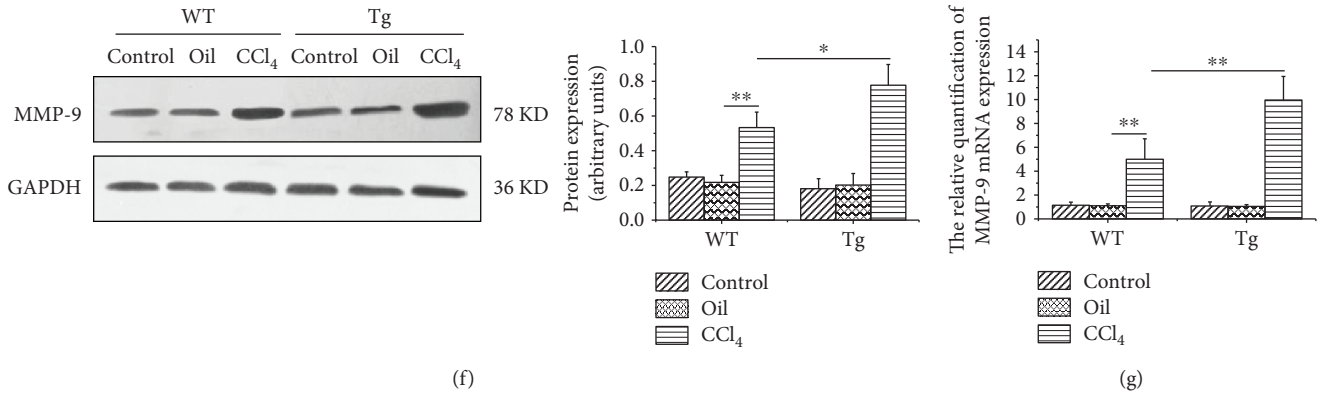 WT Tg
Control Oil CCl₄ Control Oil CCl₄
MMP-9 78 KD
GAPDH 36 KD
Protein expression
(arbitrary units)
1.0
0.8
0.6
0.4
0.2
0.0
**
*
WT Tg
Control
Oil
CCl₄
(f)
The relative quantification of
MMP-9 mRNA expression
14
12
10
8
6
4
2
1
0
**
**
WT Tg
Control
Oil
CCl₄
(g)